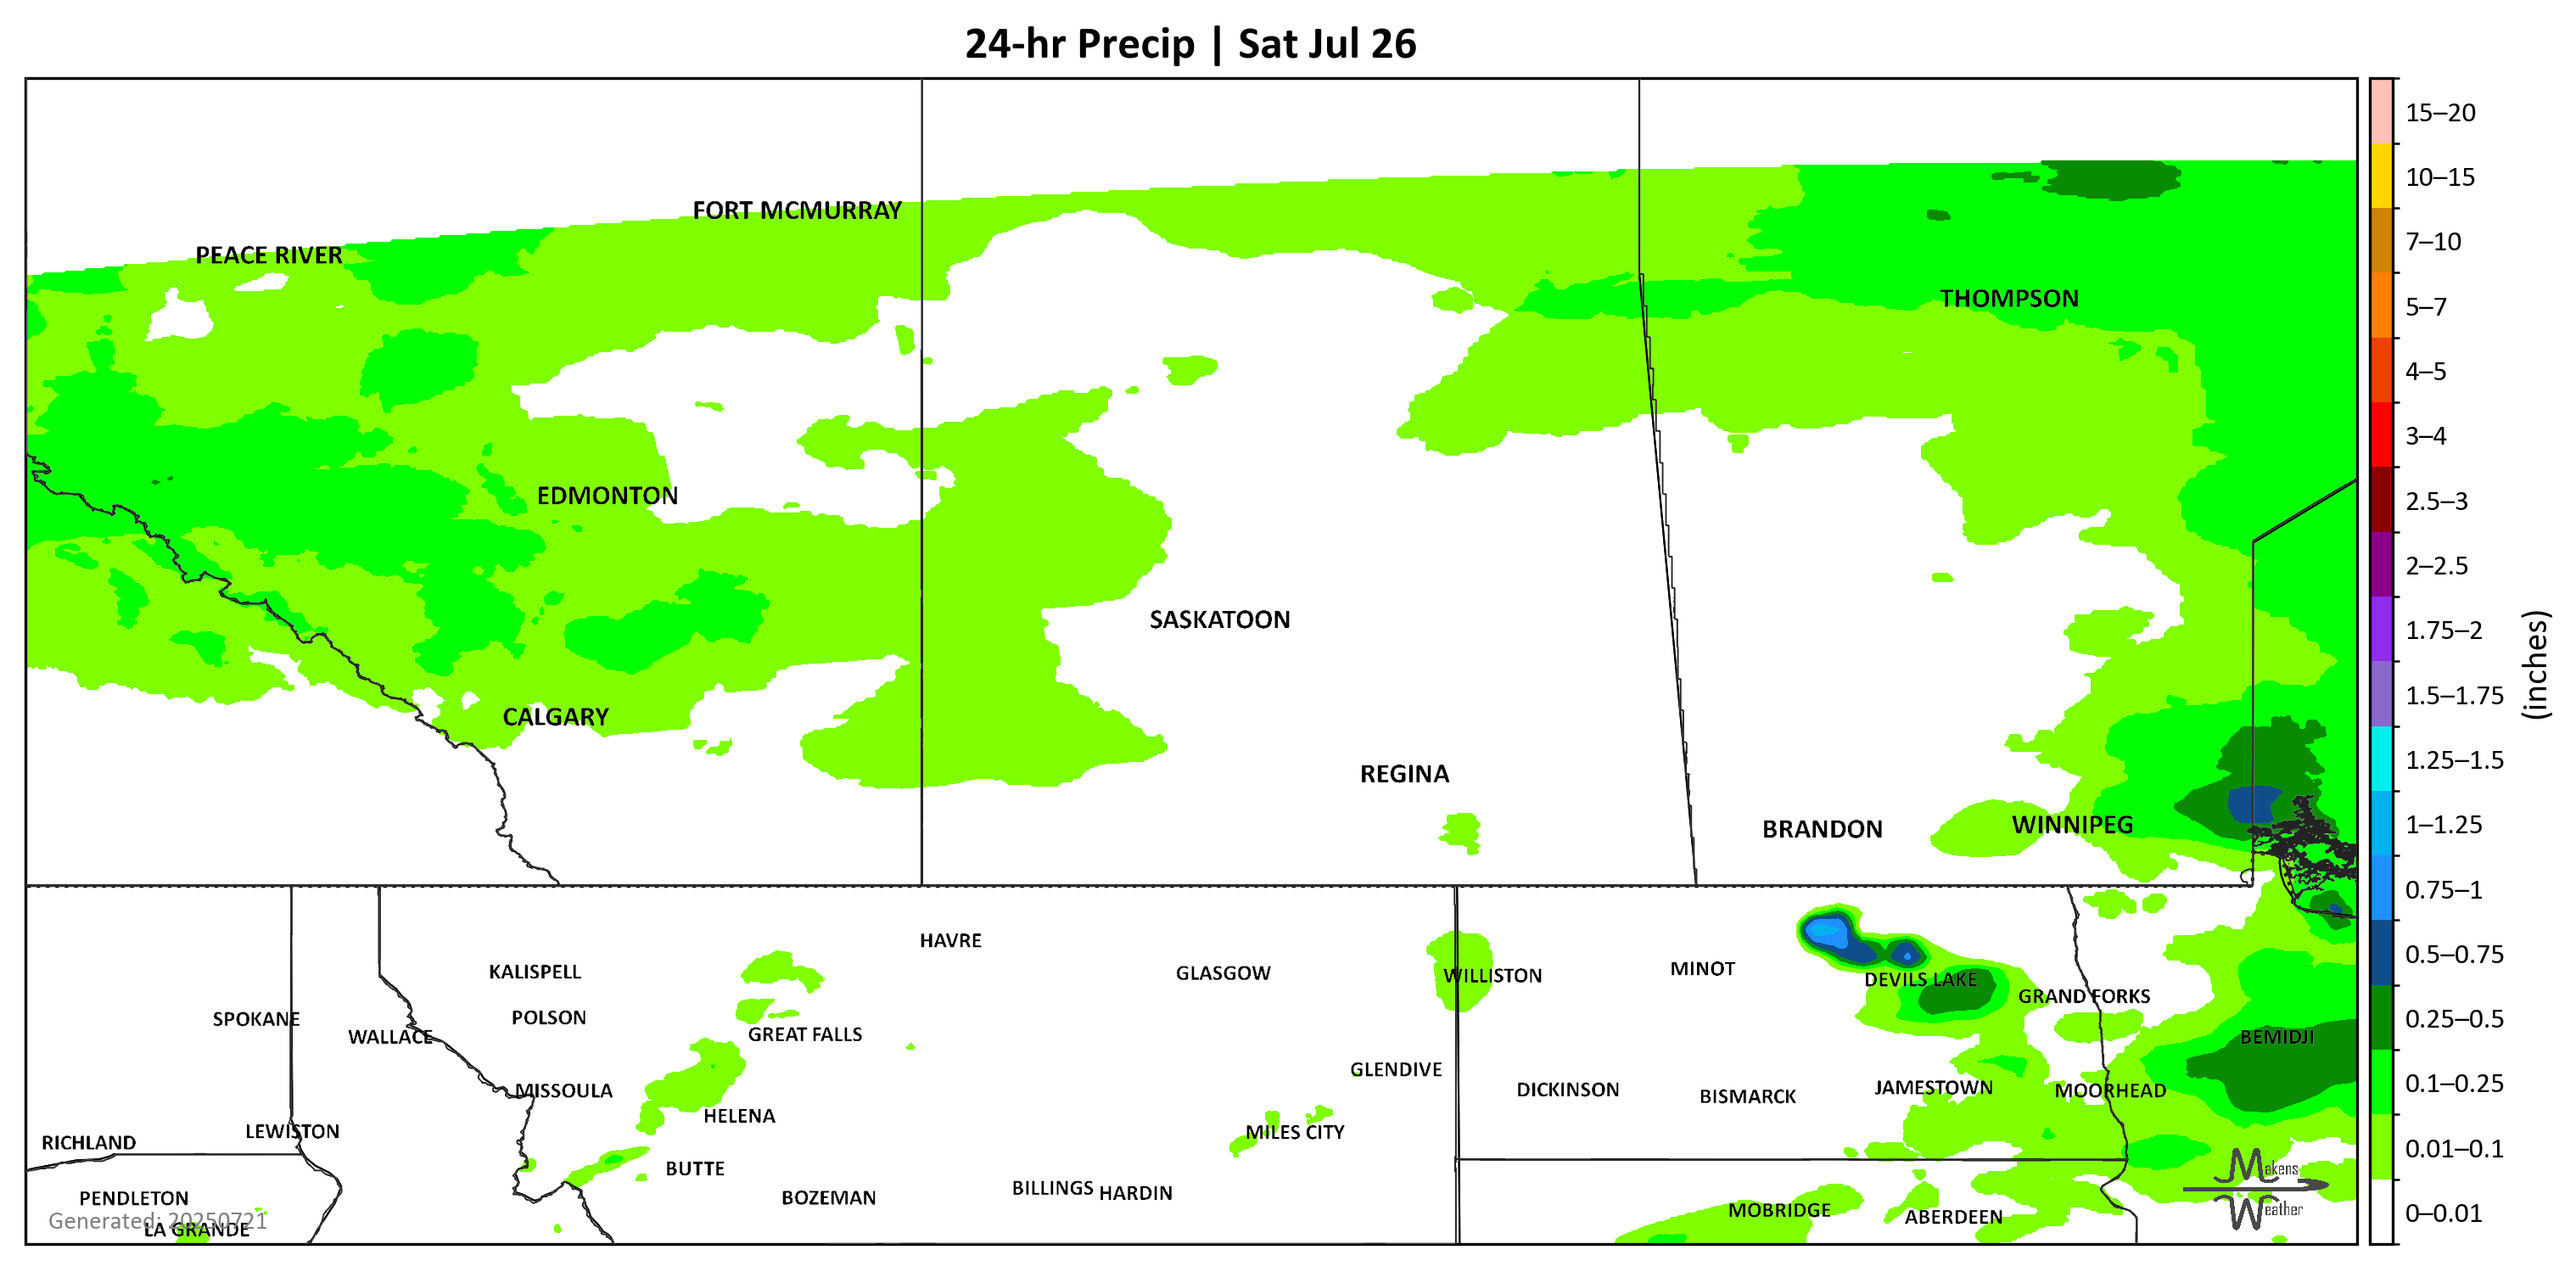 24-hr Precip | Sat Jul 26
15–20
10–15
7–10
5–7
4–5
3–4
2.5–3
2–2.5
1.75–2
1.5–1.75
1.25–1.5
1–1.25
0.75–1
0.5–0.75
0.25–0.5
0.1–0.25
0.01–0.1
0–0.01
(inches)
FORT MCMURRAY
PEACE RIVER
THOMPSON
EDMONTON
SASKATOON
CALGARY
REGINA
BRANDON
WINNIPEG
HAVRE
KALISPELL
GLASGOW
WILLISTON
MINOT
DEVILS LAKE
GRAND FORKS
SPOKANE
POLSON
WALLACE
GREAT FALLS
BEMIDJI
GLENDIVE
MISSOULA
DICKINSON
BISMARCK
JAMESTOWN
MOORHEAD
HELENA
LEWISTON
RICHLAND
MILES CITY
BUTTE
PENDLETON
BOZEMAN
BILLINGS
HARDIN
MOBRIDGE
ABERDEEN
Generated: 20250721
LA GRANDE
Makens
Weather